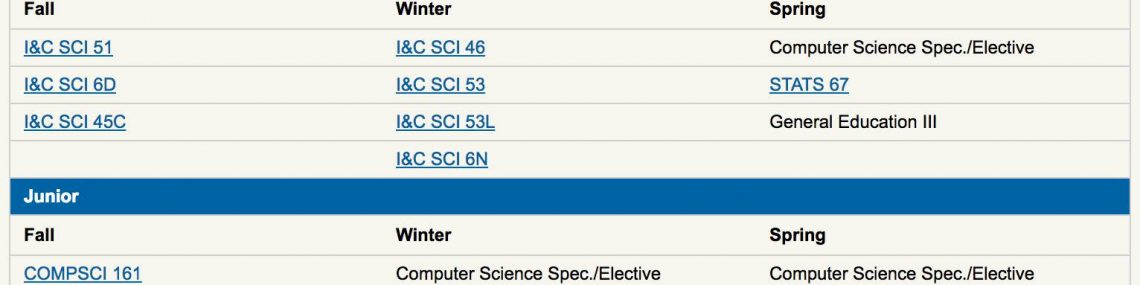 Fall Winter Spring
I&C SCI 51 I&C SCI 46 Computer Science Spec./Elective
I&C SCI 6D I&C SCI 53 STATS 67
I&C SCI 45C I&C SCI 53L General Education III
I&C SCI 6N
Junior
Fall Winter Spring
COMPSCI 161 Computer Science Spec./Elective Computer Science Spec./Elective